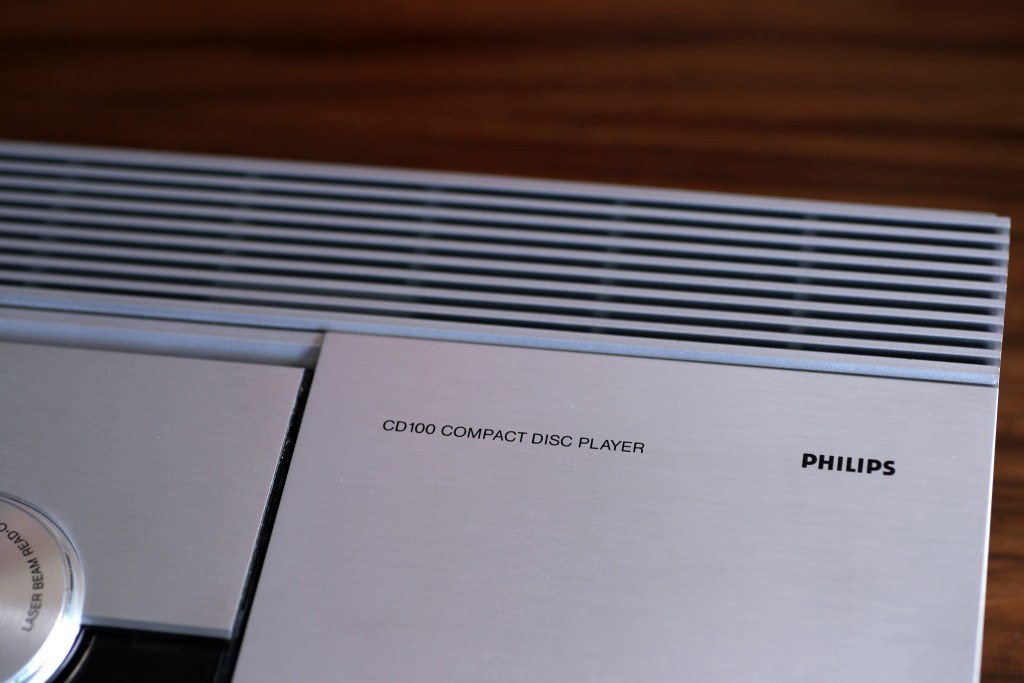 CD100 COMPACT DISC PLAYER
PHILIPS
LASER BEAM READ-O